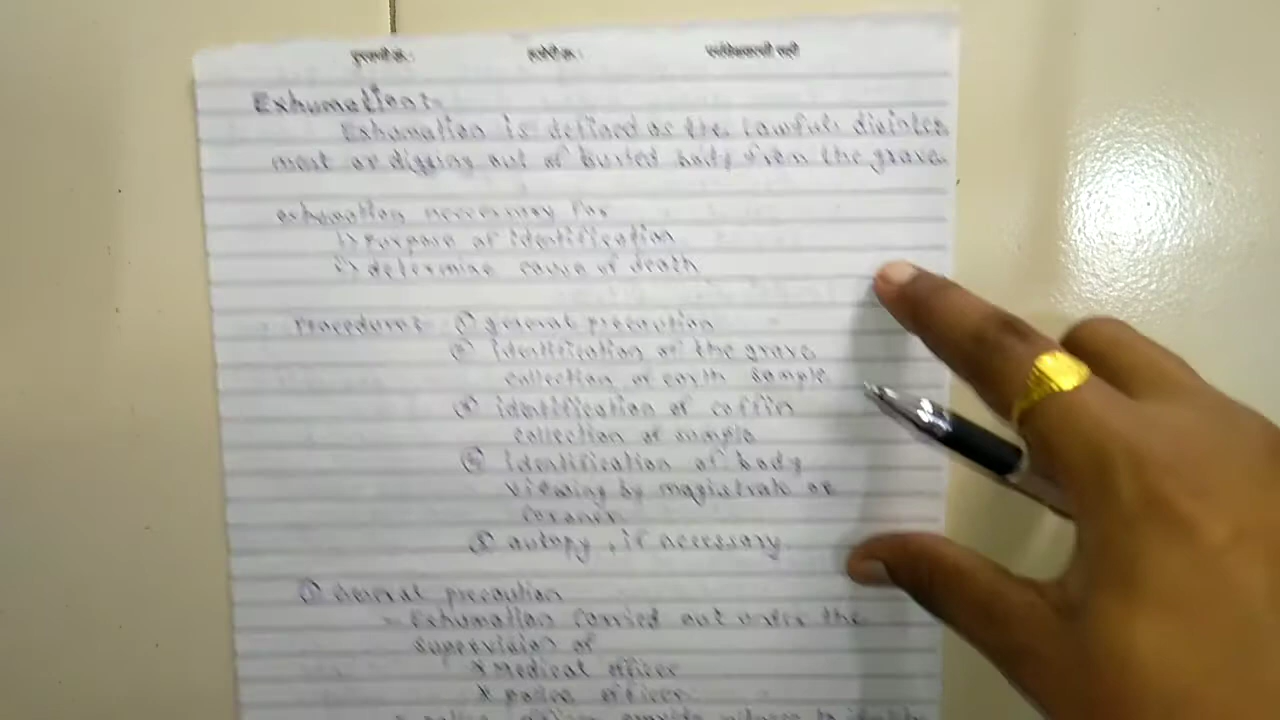 Exhumation:-
Exhumation is defined as the Lawful disinter
ment or digging out of buried body from the grave.
exhumation neccessary for
1) Purpose of identification
2) determine cause of death
Procedure: ① general precaution
② identification of the grave
collection of earth sample
③ identification of coffin
collection of sample
④ identification of body
viewing by magistrate or
coroner
⑤ autopy, if necessary.
① General precaution
- Exhumation carried out under the
supervision of
x Medical officer
x police officer